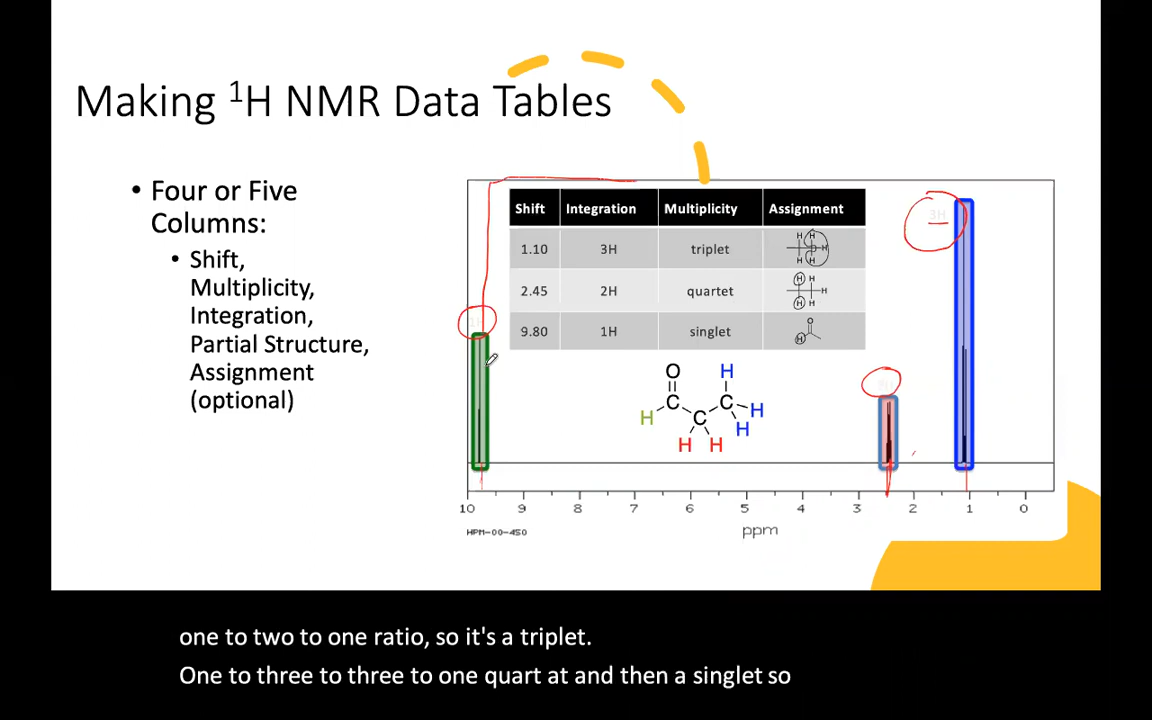 Making ¹H NMR Data Tables
• Four or Five
Columns:
• Shift,
Multiplicity,
Integration,
Partial Structure,
Assignment
(optional)
Shift Integration Multiplicity Assignment
1.10 3H triplet H H H H H
2.45 2H quartet H H H H H
9.80 1H singlet O H
3H
O H
C C H
H C H
H H
10 9 8 7 6 5 4 3 2 1 0
HPM-00-450
ppm
one to two to one ratio, so it's a triplet.
One to three to three to one quart at and then a singlet so